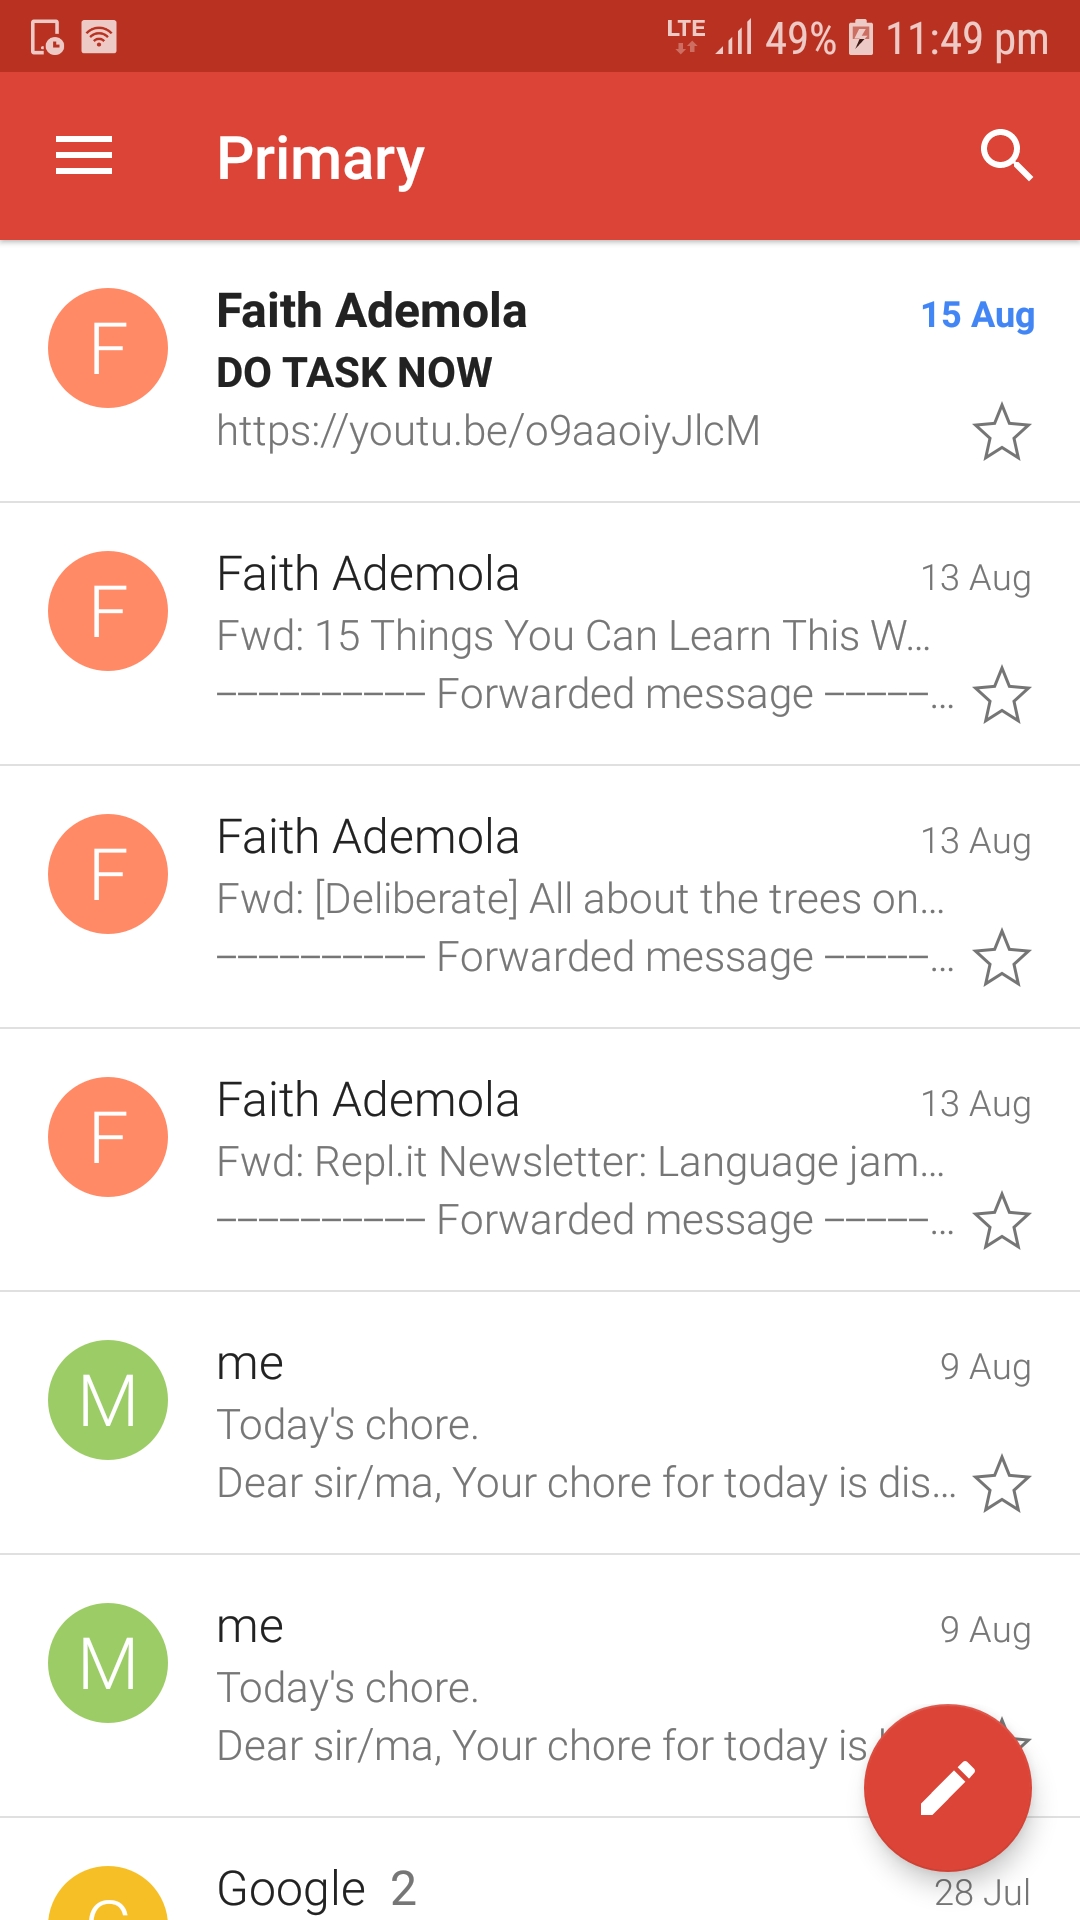 LTE 49% 11:49 pm
Primary
F Faith Ademola 15 Aug
DO TASK NOW
https://youtu.be/o9aaoiyJlcM
F Faith Ademola 13 Aug
Fwd: 15 Things You Can Learn This W...
---------- Forwarded message -----...
F Faith Ademola 13 Aug
Fwd: [Deliberate] All about the trees on...
---------- Forwarded message -----...
F Faith Ademola 13 Aug
Fwd: Repl.it Newsletter: Language jam...
---------- Forwarded message -----...
M me 9 Aug
Today's chore.
Dear sir/ma, Your chore for today is dis...
M me 9 Aug
Today's chore.
Dear sir/ma, Your chore for today is
Google 2 28 Jul